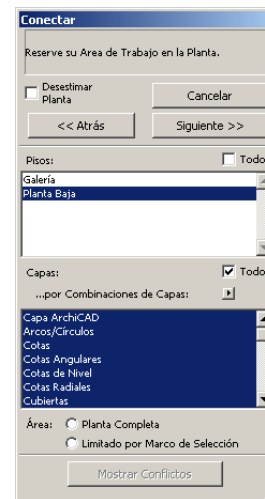 Conectar
Reserve su Area de Trabajo en la Planta.
Desestimar
Planta
Cancelar
<< Atrás
Siguiente >>
Pisos:
Todo
Galería
Planta Baja
Capas:
Todo
...por Combinaciones de Capas:
Capa ArchiCAD
Arcos/Círculos
Cotas
Cotas Angulares
Cotas de Nivel
Cotas Radiales
Cubiertas
Área:
Planta Completa
Limitado por Marco de Selección
Mostrar Conflictos